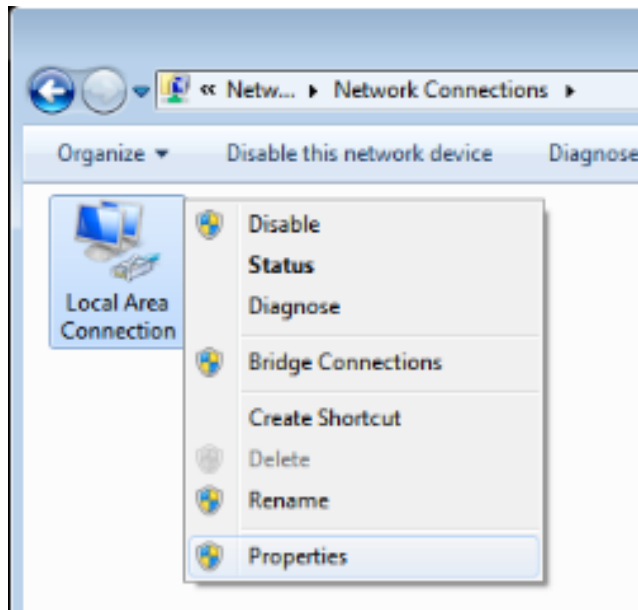 « Netw... ▸ Network Connections ▸
Organize ▾ Disable this network device Diagnose
Local Area
Connection
Disable
Status
Diagnose
Bridge Connections
Create Shortcut
Delete
Rename
Properties